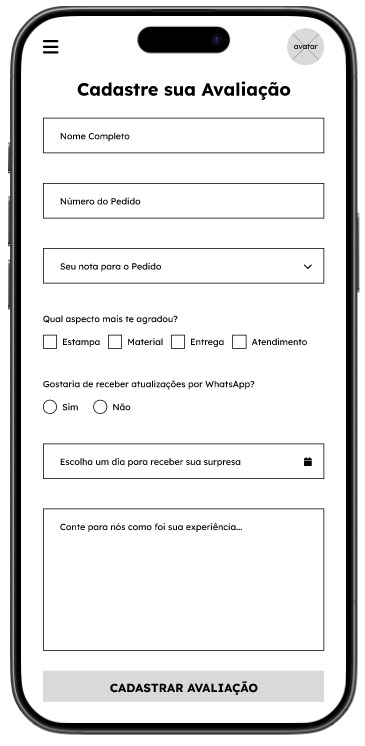 avatar
Cadastre sua Avaliação
Nome Completo
Número do Pedido
Seu nota para o Pedido
Qual aspecto mais te agradou?
Estampa Material Entrega Atendimento
Gostaria de receber atualizações por WhatsApp?
Sim Não
Escolha um dia para receber sua surpresa
Conte para nós como foi sua experiência...
CADASTRAR AVALIAÇÃO